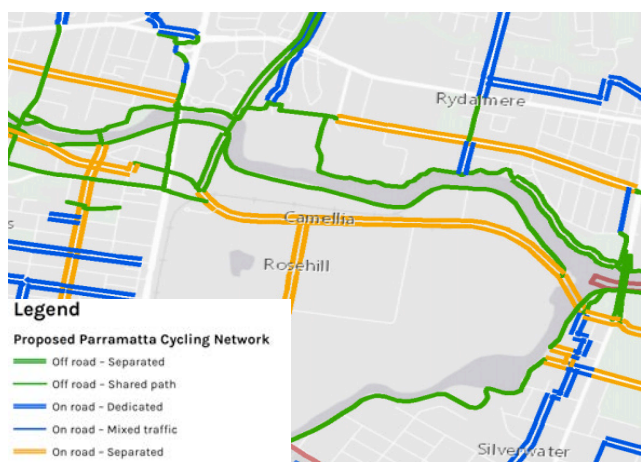 Rydalmere
Camellia
s
Rosehill
Legend
Proposed Parramatta Cycling Network
Off road – Separated
Off road – Shared path
On road – Dedicated
On road – Mixed traffic
On road – Separated
Silverwater